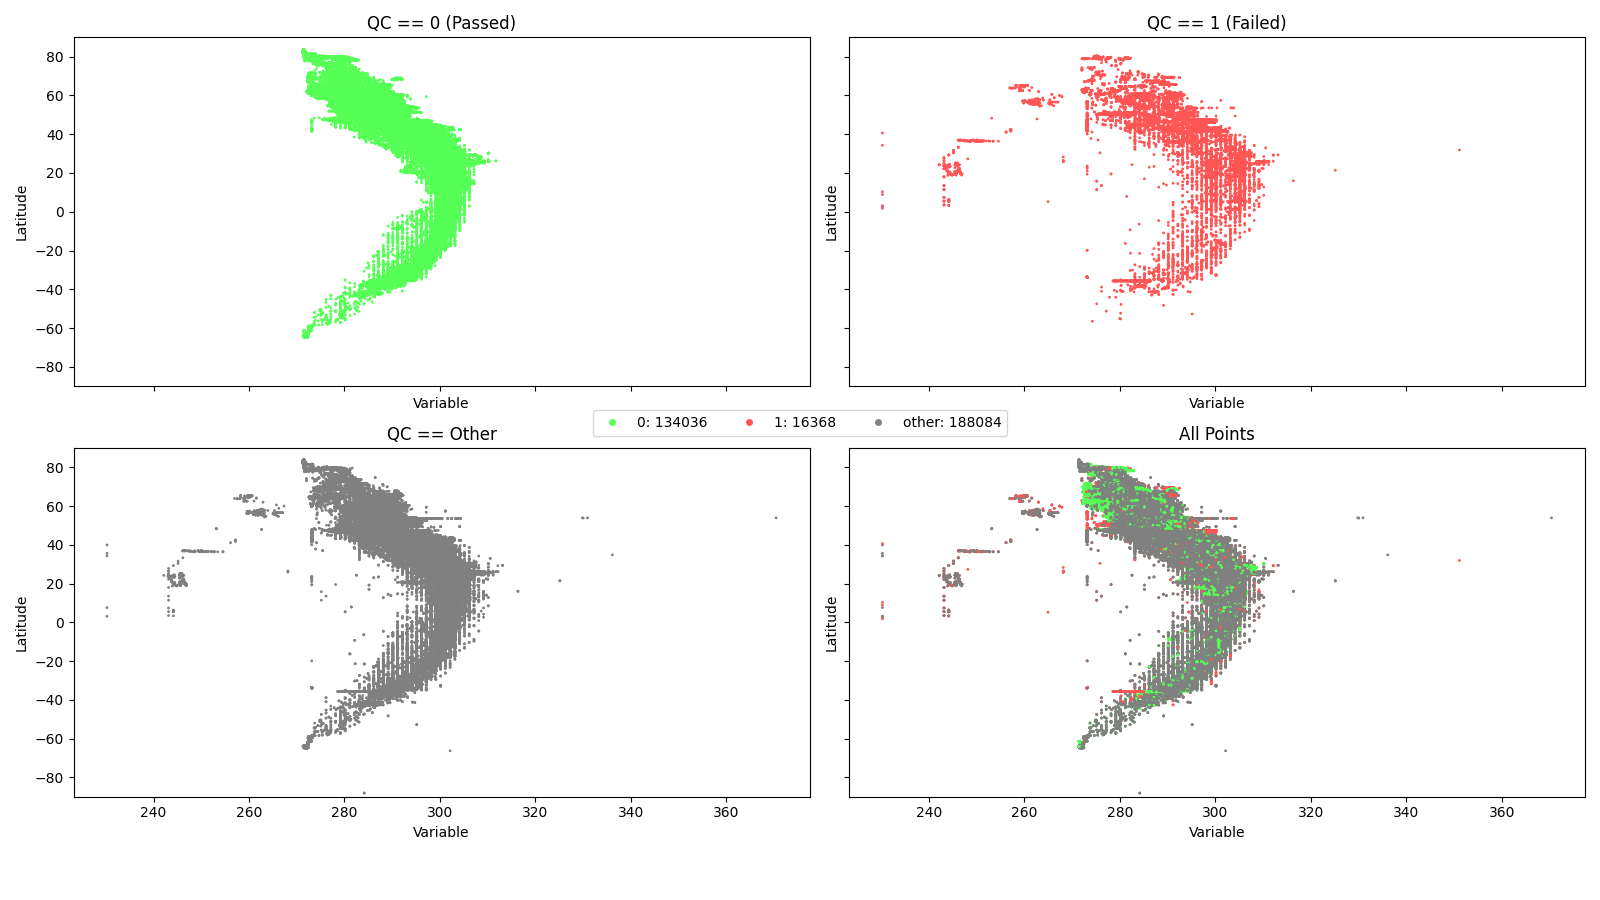 QC == 0 (Passed)
QC == 1 (Failed)
80
60
40
20
0
−20
−40
−60
−80
Latitude
Latitude
Variable
Variable
0: 134036
1: 16368
other: 188084
QC == Other
All Points
80
60
40
20
0
−20
−40
−60
−80
Latitude
Latitude
240
260
280
300
320
340
360
240
260
280
300
320
340
360
Variable
Variable